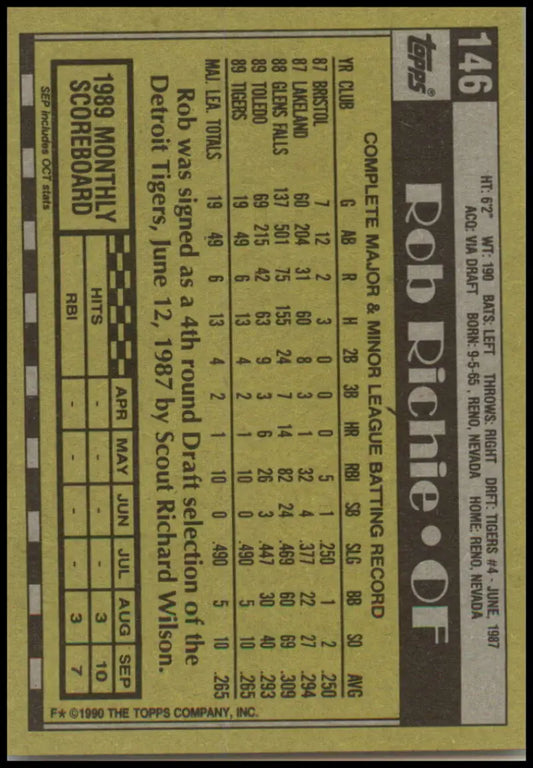 146
topps®
Rob Richie • OF
HT: 6'2" WT: 190 BATS: LEFT THROWS: RIGHT DRFT: TIGERS #4 - JUNE, 1987
ACQ: VIA DRAFT BORN: 9-5-65, RENO, NEVADA HOME: RENO, NEVADA
COMPLETE MAJOR & MINOR LEAGUE BATTING RECORD
YR CLUB G AB R H 2B 3B HR RBI SB SLG BB SO AVG
87 BRISTOL 7 12 2 3 0 0 0 5 1 .250 1 2 .250
87 LAKELAND 60 204 31 60 8 3 1 32 4 .377 22 27 .294
88 GLENS FALLS 137 501 75 155 24 7 14 82 24 .469 60 69 .309
89 TOLEDO 69 215 42 63 9 3 6 26 3 .447 30 40 .293
89 TIGERS 19 49 6 13 4 2 1 10 0 .490 5 10 .265
MAJ. LEA. TOTALS 19 49 6 13 4 2 1 10 0 .490 5 10 .265
Rob was signed as a 4th round Draft selection of the
Detroit Tigers, June 12, 1987 by Scout Richard Wilson.
1989 MONTHLY
SCOREBOARD
APR MAY JUN JUL AUG SEP
HITS - - - - 3 10
RBI - - - - 3 7
SEP includes OCT stats
F★ ©1990 THE TOPPS COMPANY, INC.